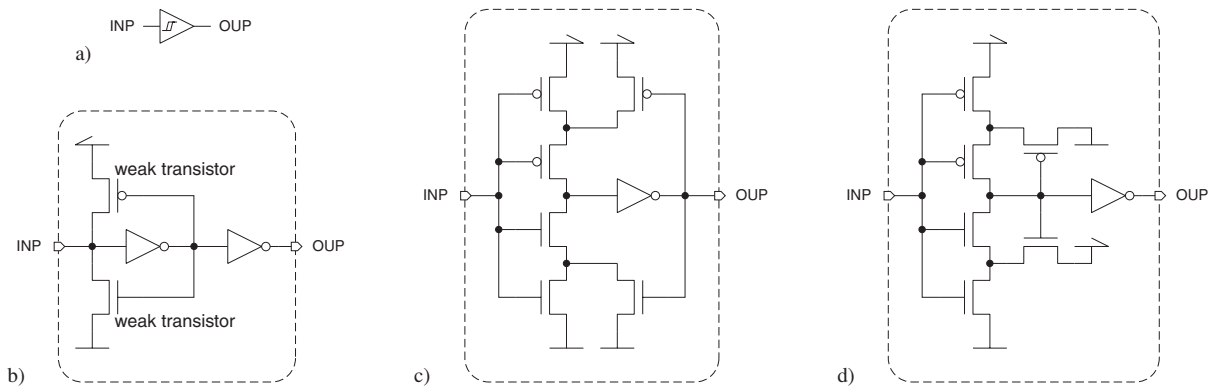 INP OUP
a)
weak transistor
INP OUP
weak transistor
b)
INP OUP
c)
INP OUP
d)